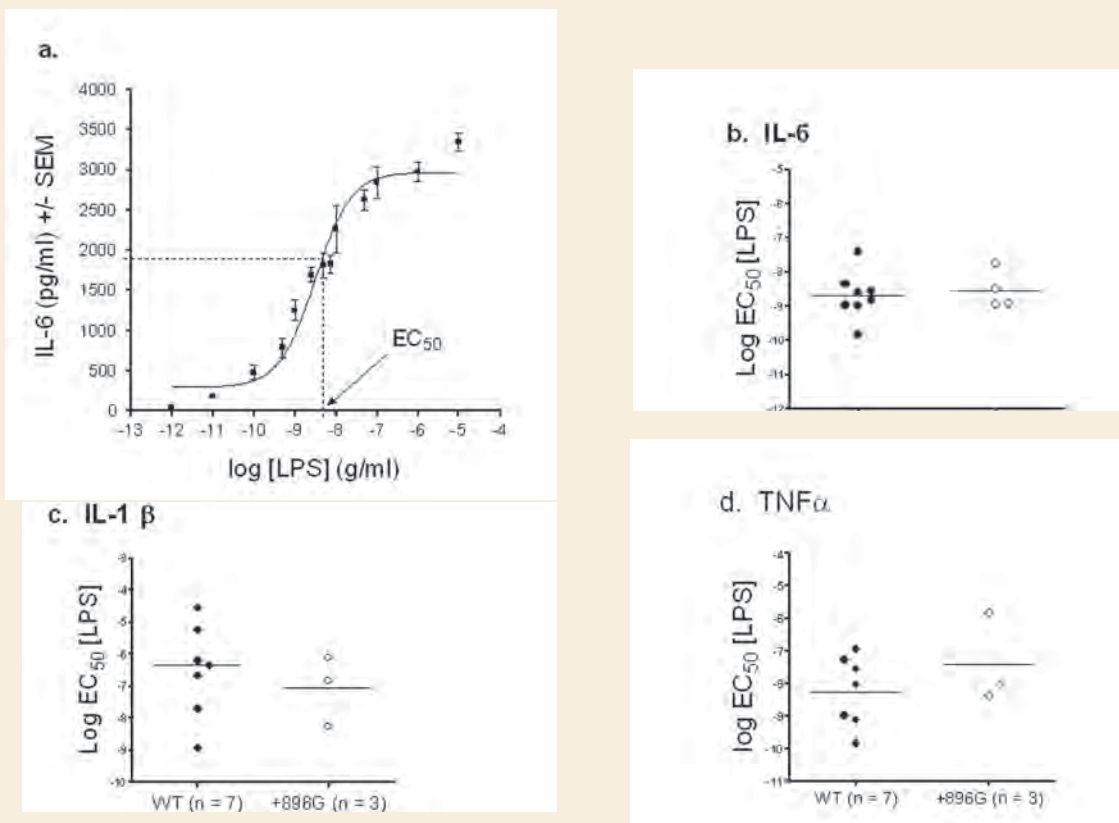 a.
IL-6 (pg/ml) +/- SEM
4000
3500
3000
2500
2000
1500
1000
500
0
EC50
-13 -12 -11 -10 -9 -8 -7 -6 -5 -4
log [LPS] (g/ml)
b. IL-6
Log EC50 [LPS]
-5
-6
-7
-8
-9
-10
-11
-12
c. IL-1 β
Log EC50 [LPS]
-3
-4
-5
-6
-7
-8
-9
-10
WT (n = 7) +896G (n = 3)
d. TNFα
log EC50 [LPS]
-4
-5
-6
-7
-8
-9
-10
-11
WT (n = 7) +896G (n = 3)